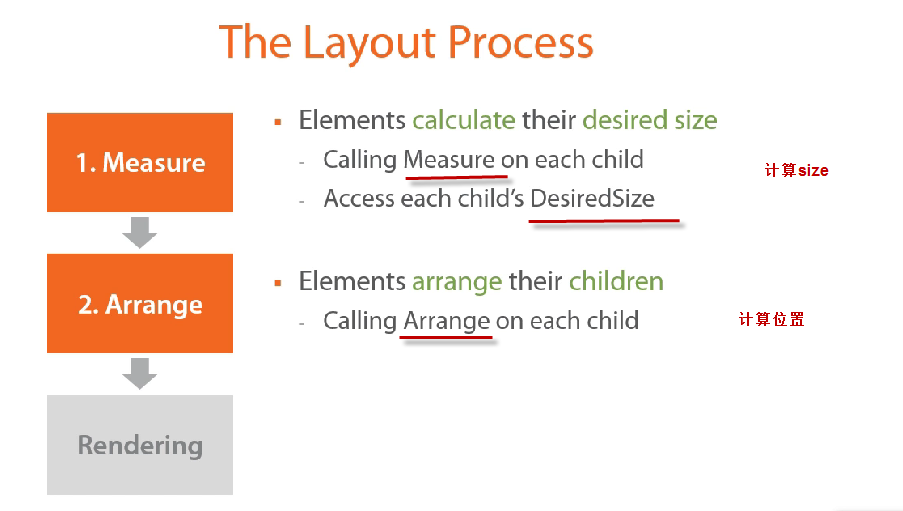 The Layout Process
1. Measure
▪ Elements calculate their desired size
- Calling Measure on each child
- Access each child's DesiredSize
计算size
2. Arrange
▪ Elements arrange their children
- Calling Arrange on each child
计算位置
Rendering